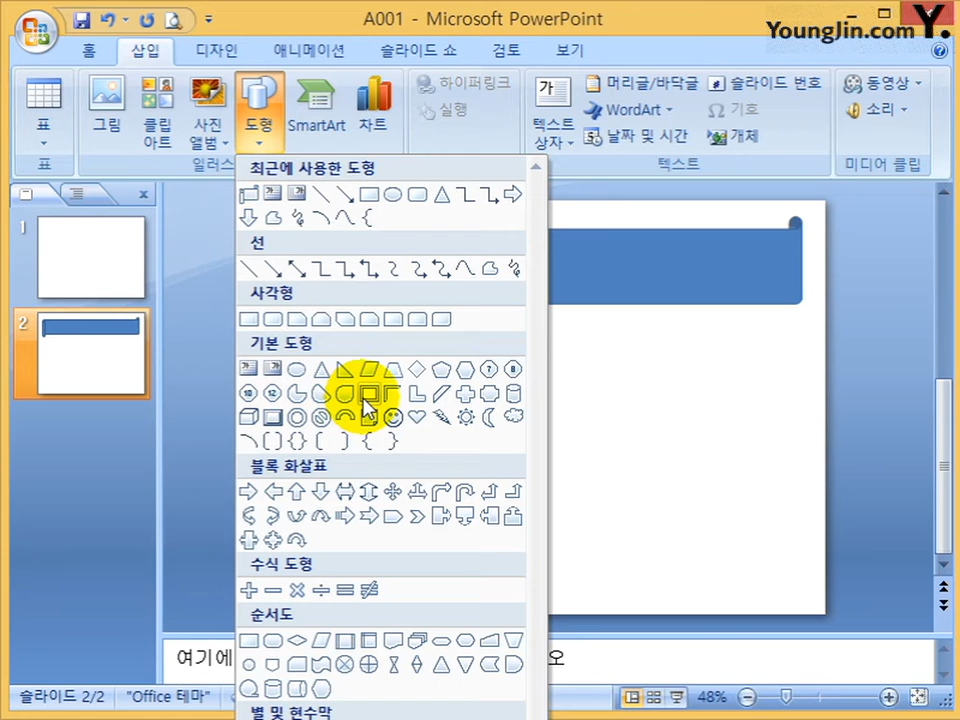 A001 - Microsoft PowerPoint
YoungJin.com Y.
홈 삽입 디자인 애니메이션 슬라이드 쇼 검토 보기
표 그림 클립 아트 사진 앨범 도형 SmartArt 차트 하이퍼링크 실행 텍스트 상자 머리글/바닥글 슬라이드 번호 WordArt 기호 날짜 및 시간 개체 동영상 소리
표 일러스 텍스트 미디어 클립
최근에 사용한 도형
1
선
사각형
2
기본 도형
블록 화살표
수식 도형
순서도
여기에 오
슬라이드 2/2 "Office 테마" 48%
별 및 현수막